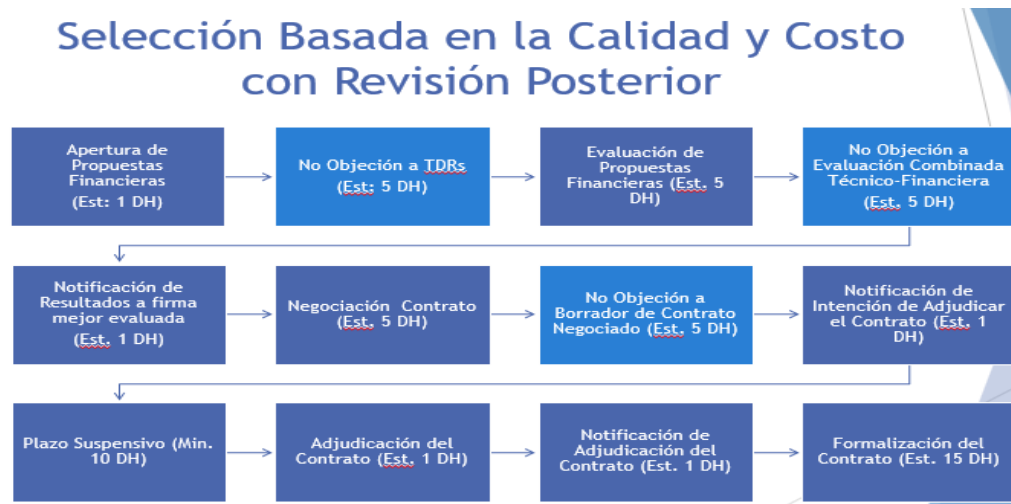 Selección Basada en la Calidad y Costo
con Revisión Posterior
Apertura de
Propuestas
Financieras
(Est: 1 DH)
No Objeción a TDRs
(Est: 5 DH)
Evaluación de
Propuestas
Financieras (Est. 5
DH)
No Objeción a
Evaluación Combinada
Técnico-Financiera
(Est. 5 DH)
Notificación de
Resultados a firma
mejor evaluada
(Est. 1 DH)
Negociación Contrato
(Est. 5 DH)
No Objeción a
Borrador de Contrato
Negociado (Est. 5 DH)
Notificación de
Intención de Adjudicar
el Contrato (Est. 1
DH)
Plazo Suspensivo (Min.
10 DH)
Adjudicación del
Contrato (Est. 1 DH)
Notificación de
Adjudicación del
Contrato (Est. 1 DH)
Formalización del
Contrato (Est. 15 DH)